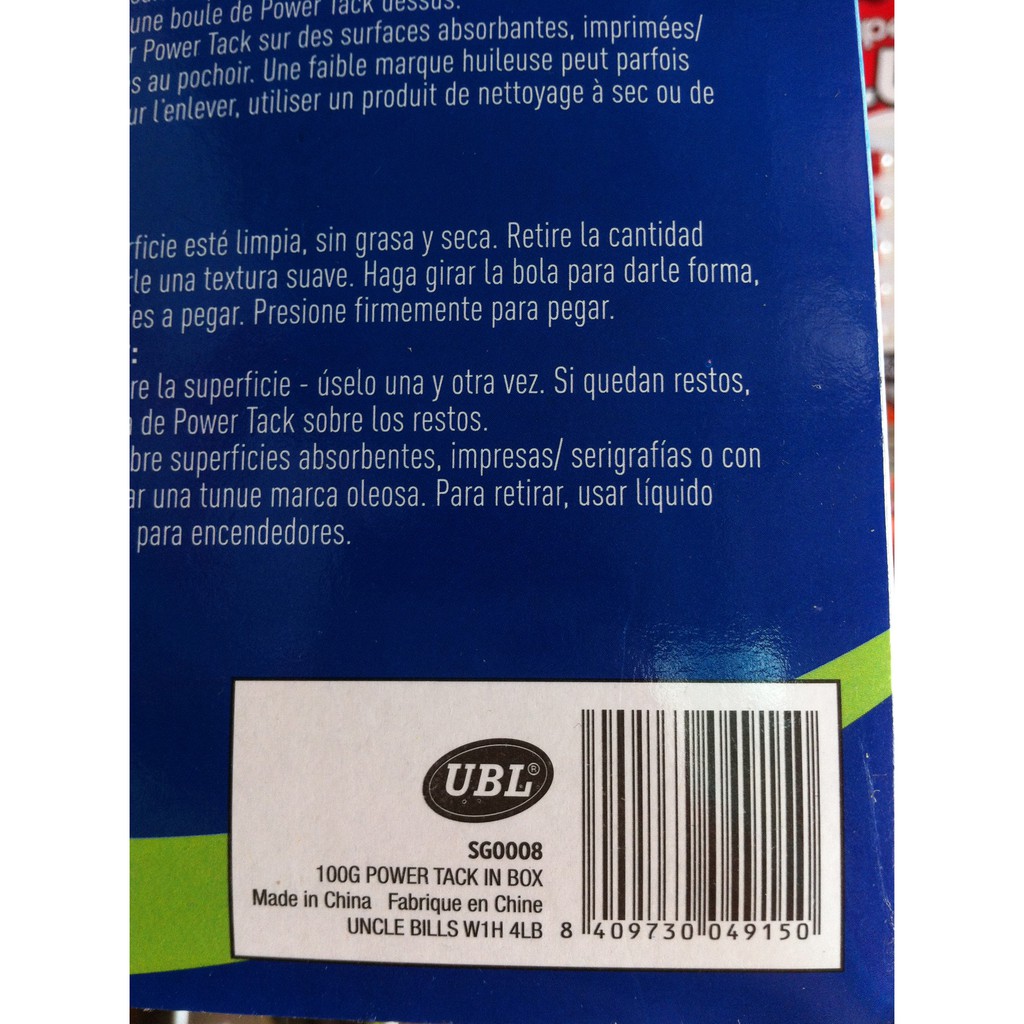 une boule de Power Tack dessus.
r Power Tack sur des surfaces absorbantes, imprimées/
s au pochoir. Une faible marque huileuse peut parfois
ur l'enlever, utiliser un produit de nettoyage à sec ou de
rficie esté limpia, sin grasa y seca. Retire la cantidad
rle una textura suave. Haga girar la bola para darle forma,
es a pegar. Presione firmemente para pegar.
:
re la superficie - úselo una y otra vez. Si quedan restos,
de Power Tack sobre los restos.
bre superficies absorbentes, impresas/ serigrafías o con
ar una tunue marca oleosa. Para retirar, usar líquido
para encendedores.
UBL®
SG0008
100G POWER TACK IN BOX
Made in China Fabrique en Chine
UNCLE BILLS W1H 4LB
8 409730 049150